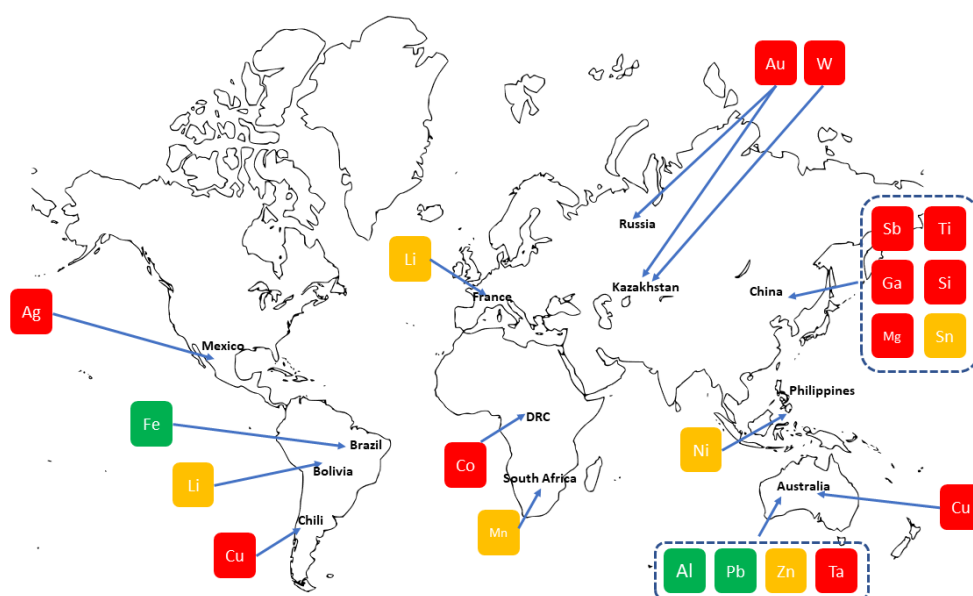 Au W
Russia
Sb Ti
Li
Kazakhstan
China
Ga Si
France
Ag
Mg Sn
Mexico
Philippines
Fe
DRC
Brazil
Ni
Co
Bolivia
Li
South Africa
Australia
Cu
Chili
Mn
Cu
Al Pb Zn Ta